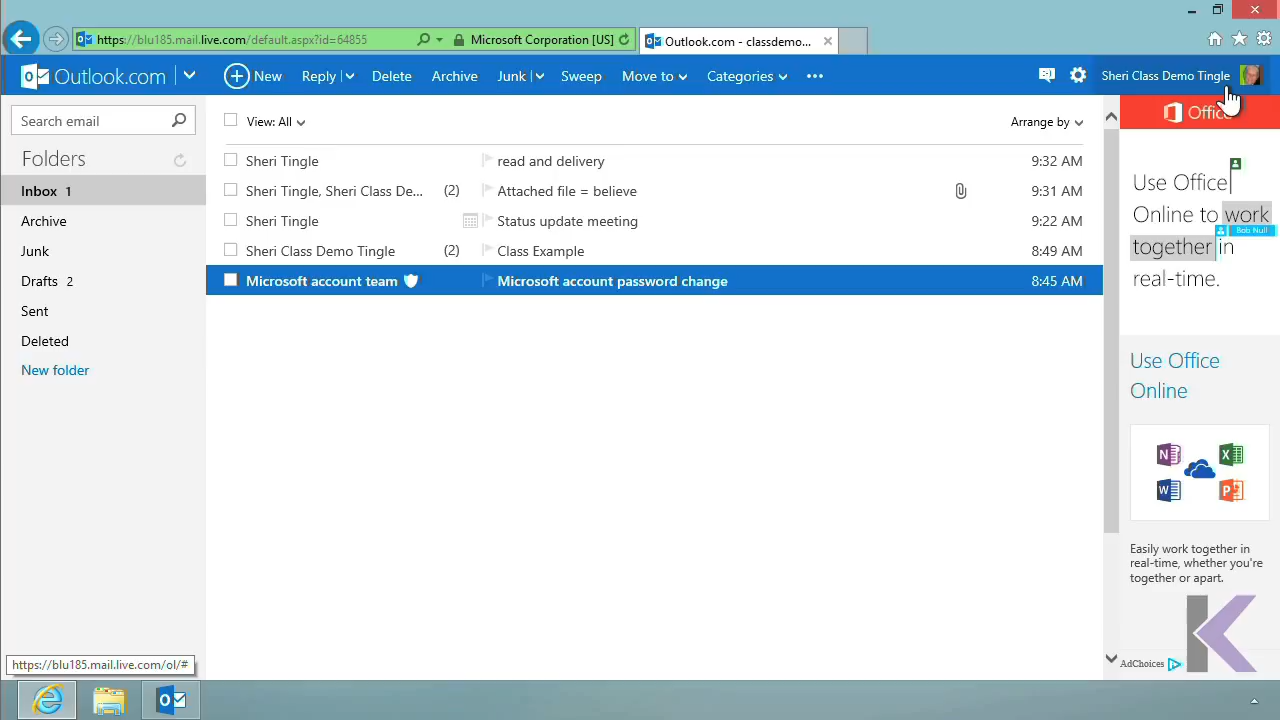 https://blu185.mail.live.com/default.aspx?id=64855
Microsoft Corporation [US]
Outlook.com - classdemo...
Outlook.com
New
Reply
Delete
Archive
Junk
Sweep
Move to
Categories
Sheri Class Demo Tingle
Search email
Folders
Inbox 1
Archive
Junk
Drafts 2
Sent
Deleted
New folder
View: All
Arrange by
Sheri Tingle read and delivery 9:32 AM
Sheri Tingle, Sheri Class De... (2) Attached file = believe 9:31 AM
Sheri Tingle Status update meeting 9:22 AM
Sheri Class Demo Tingle (2) Class Example 8:49 AM
Microsoft account team Microsoft account password change 8:45 AM
Office
Use Office
Online to work
Bob Null
together in
real-time.
Use Office
Online
N
X
W
P
Easily work together in
real-time, whether you're
together or apart.
AdChoices
K
https://blu185.mail.live.com/ol/#